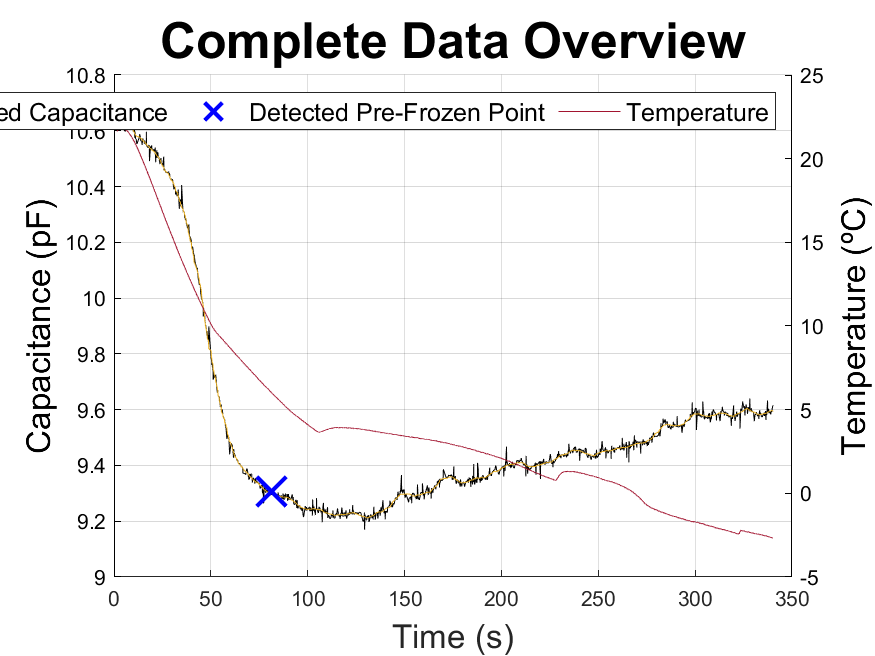 Complete Data Overview
ed Capacitance Detected Pre-Frozen Point Temperature
10.8
10.6
10.4
10.2
10
9.8
9.6
9.4
9.2
9
Capacitance (pF)
25
20
15
10
5
0
-5
Temperature (ºC)
0 50 100 150 200 250 300 350
Time (s)